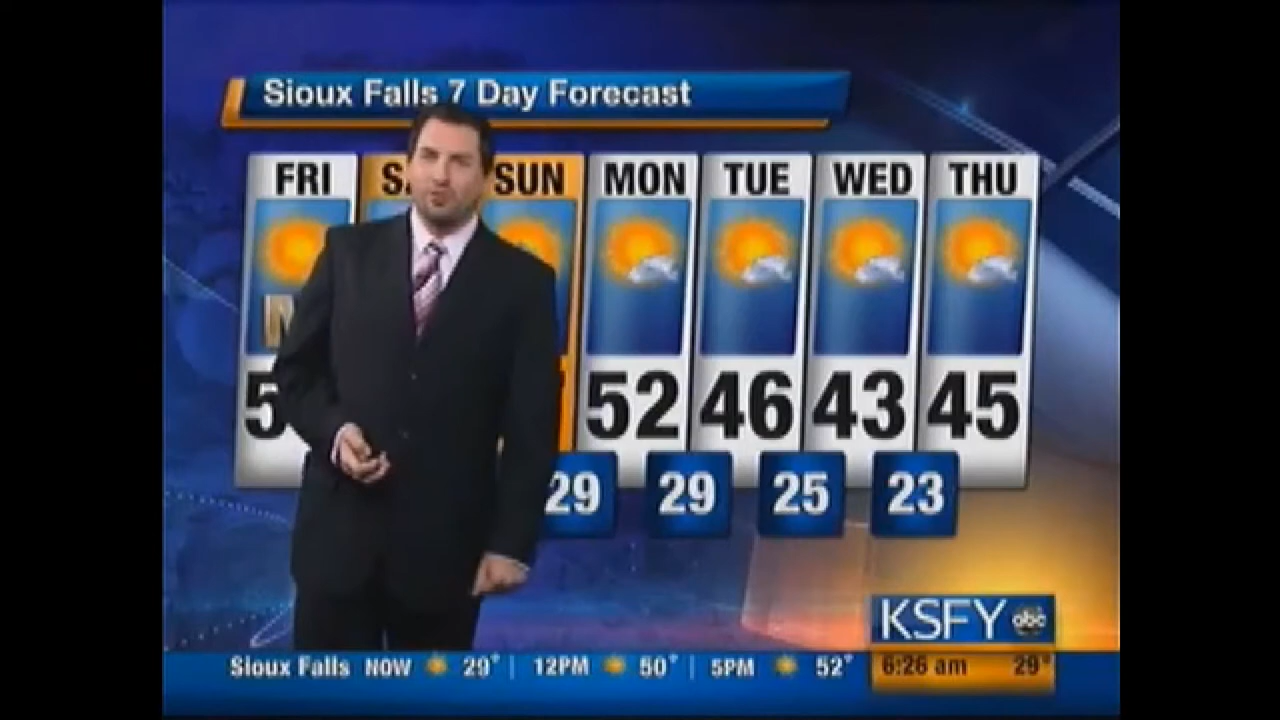 Sioux Falls 7 Day Forecast
FRI SUN MON TUE WED THU
52 46 43 45
29 29 25 23
KSFY abc
Sioux Falls NOW 29° | 12PM 50° | 5PM 52° 6:26 am 29°